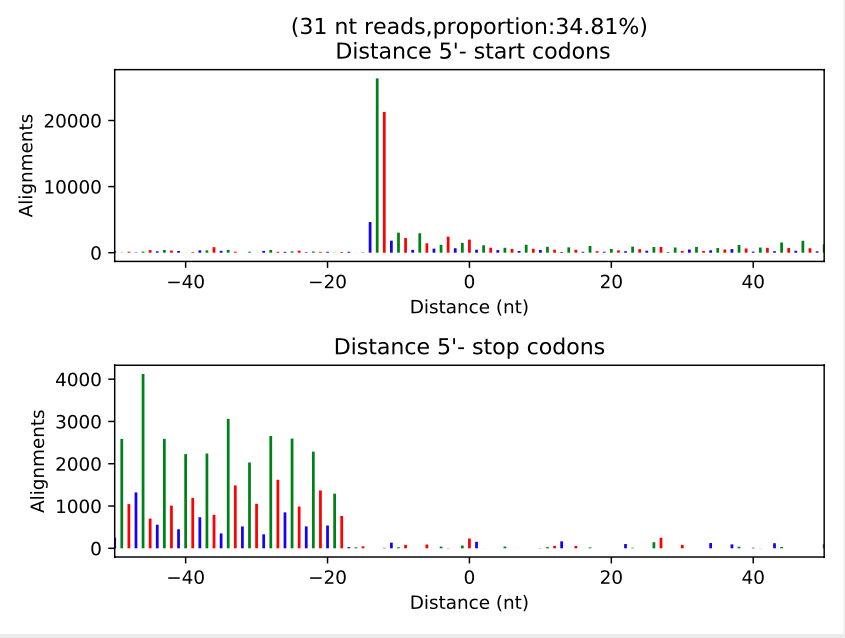 (31 nt reads,proportion:34.81%)
Distance 5'- start codons
Alignments
20000
10000
0
−40 −20 0 20 40
Distance (nt)
Distance 5'- stop codons
Alignments
4000
3000
2000
1000
0
−40 −20 0 20 40
Distance (nt)